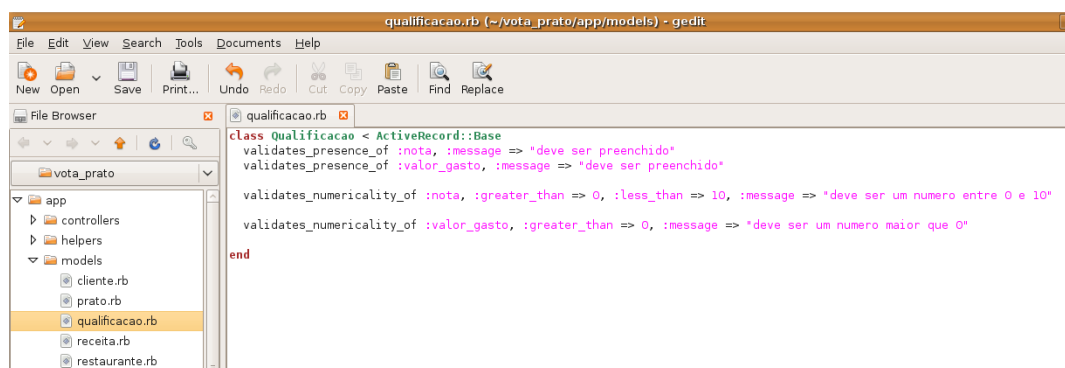 qualificacao.rb (~/vota_prato/app/models) - gedit
File Edit View Search Tools Documents Help
New Open Save Print... Undo Redo Cut Copy Paste Find Replace
File Browser
qualificacao.rb
vota_prato
app
controllers
helpers
models
cliente.rb
prato.rb
qualificacao.rb
receita.rb
restaurante.rb
class Qualificacao < ActiveRecord::Base
validates_presence_of :nota, :message => "deve ser preenchido"
validates_presence_of :valor_gasto, :message => "deve ser preenchido"
validates_numericality_of :nota, :greater_than => 0, :less_than => 10, :message => "deve ser um numero entre 0 e 10"
validates_numericality_of :valor_gasto, :greater_than => 0, :message => "deve ser um numero maior que 0"
end